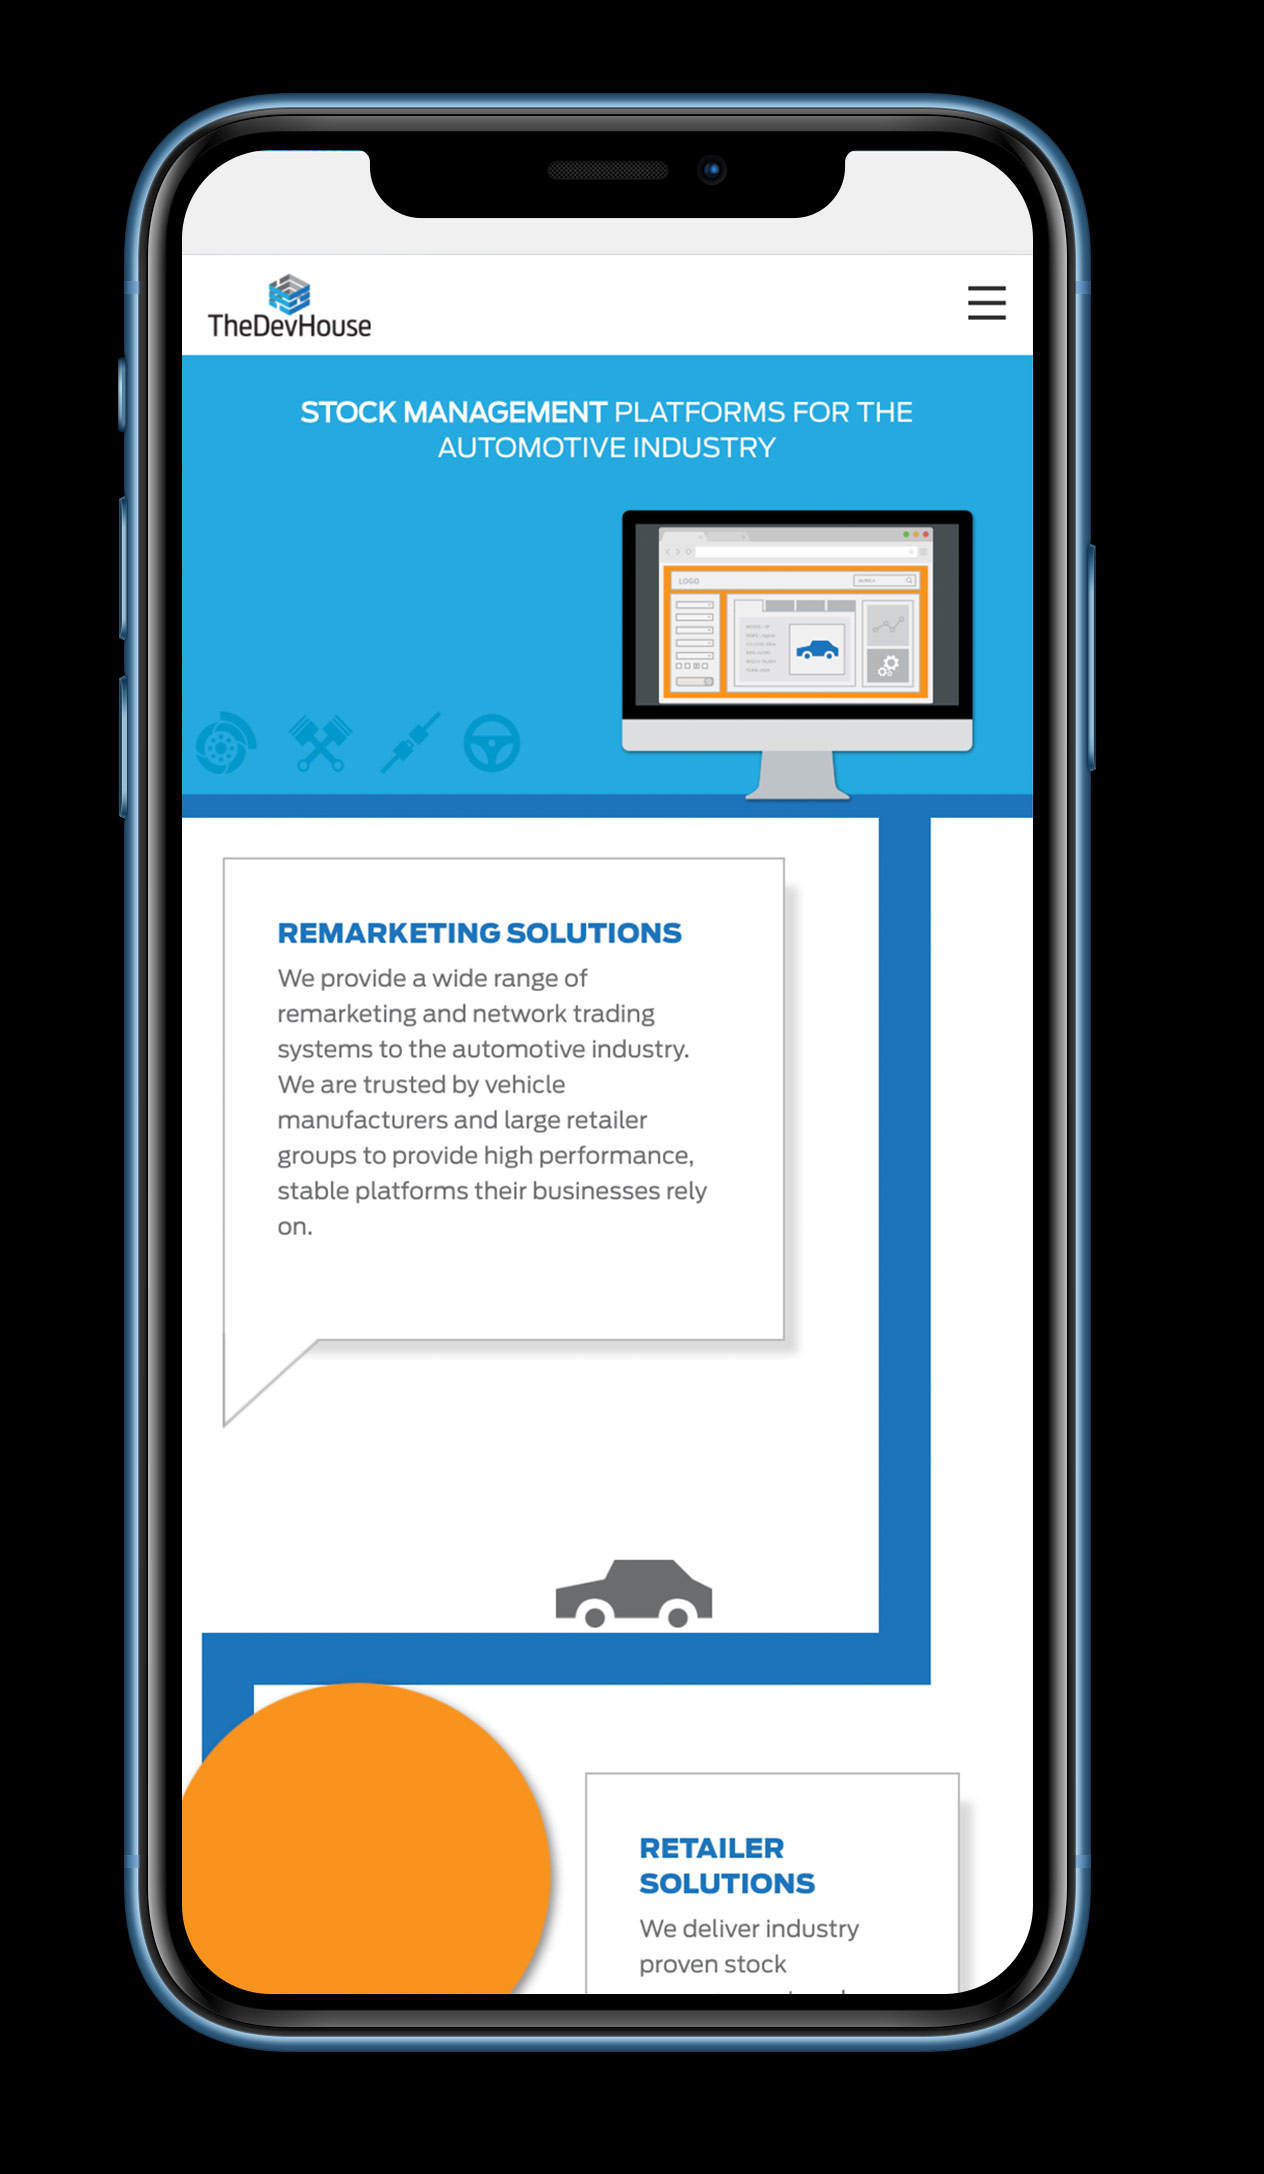 TheDevHouse
STOCK MANAGEMENT PLATFORMS FOR THE
AUTOMOTIVE INDUSTRY
LOGO
REMARKETING SOLUTIONS
We provide a wide range of
remarketing and network trading
systems to the automotive industry.
We are trusted by vehicle
manufacturers and large retailer
groups to provide high performance,
stable platforms their businesses rely
on.
RETAILER
SOLUTIONS
We deliver industry
proven stock